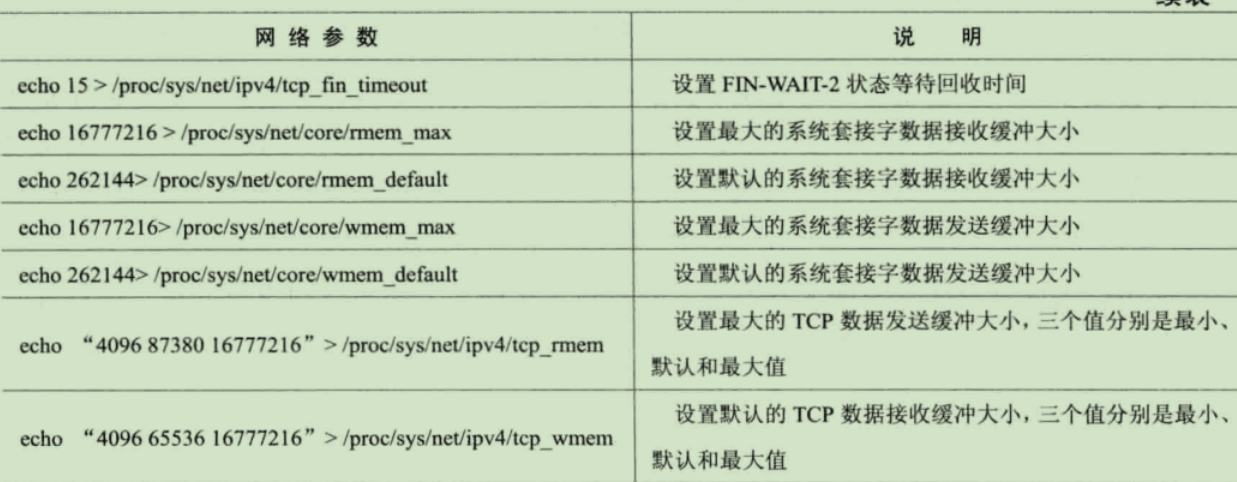 网 络 参 数
说 明
echo 15 > /proc/sys/net/ipv4/tcp_fin_timeout
设置 FIN-WAIT-2 状态等待回收时间
echo 16777216 > /proc/sys/net/core/rmem_max
设置最大的系统套接字数据接收缓冲大小
echo 262144> /proc/sys/net/core/rmem_default
设置默认的系统套接字数据接收缓冲大小
echo 16777216> /proc/sys/net/core/wmem_max
设置最大的系统套接字数据发送缓冲大小
echo 262144> /proc/sys/net/core/wmem_default
设置默认的系统套接字数据发送缓冲大小
echo “4096 87380 16777216” > /proc/sys/net/ipv4/tcp_rmem
设置最大的 TCP 数据发送缓冲大小，三个值分别是最小、
默认和最大值
echo “4096 65536 16777216” > /proc/sys/net/ipv4/tcp_wmem
设置默认的 TCP 数据接收缓冲大小，三个值分别是最小、
默认和最大值